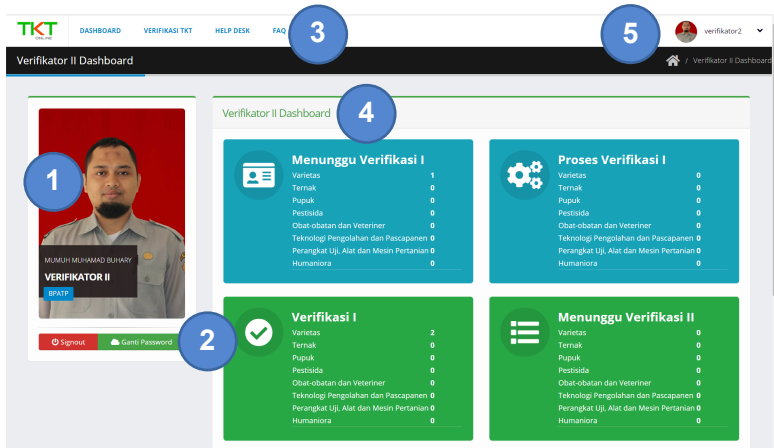 TKT
ONLINE
DASHBOARD
VERIFIKASI TKT
HELP DESK
FAQ
3
5
verifikator2
Verifikator II Dashboard
/ Verifikator II Dashboard
1
MUMUH MUHAMAD BUHARY
VERIFIKATOR II
BPATP
Signout
Ganti Password
2
Verifikator II Dashboard
4
Menunggu Verifikasi I
Varietas 1
Ternak 0
Pupuk 0
Pestisida 0
Obat-obatan dan Veteriner 0
Teknologi Pengolahan dan Pascapanen 0
Perangkat Uji, Alat dan Mesin Pertanian 0
Humaniora 0
Proses Verifikasi I
Varietas 0
Ternak 0
Pupuk 0
Pestisida 0
Obat-obatan dan Veteriner 0
Teknologi Pengolahan dan Pascapanen 0
Perangkat Uji, Alat dan Mesin Pertanian 0
Humaniora 0
Verifikasi I
Varietas 2
Ternak 0
Pupuk 0
Pestisida 0
Obat-obatan dan Veteriner 0
Teknologi Pengolahan dan Pascapanen 0
Perangkat Uji, Alat dan Mesin Pertanian 0
Humaniora 0
Menunggu Verifikasi II
Varietas 0
Ternak 0
Pupuk 0
Pestisida 0
Obat-obatan dan Veteriner 0
Teknologi Pengolahan dan Pascapanen 0
Perangkat Uji, Alat dan Mesin Pertanian 0
Humaniora 0